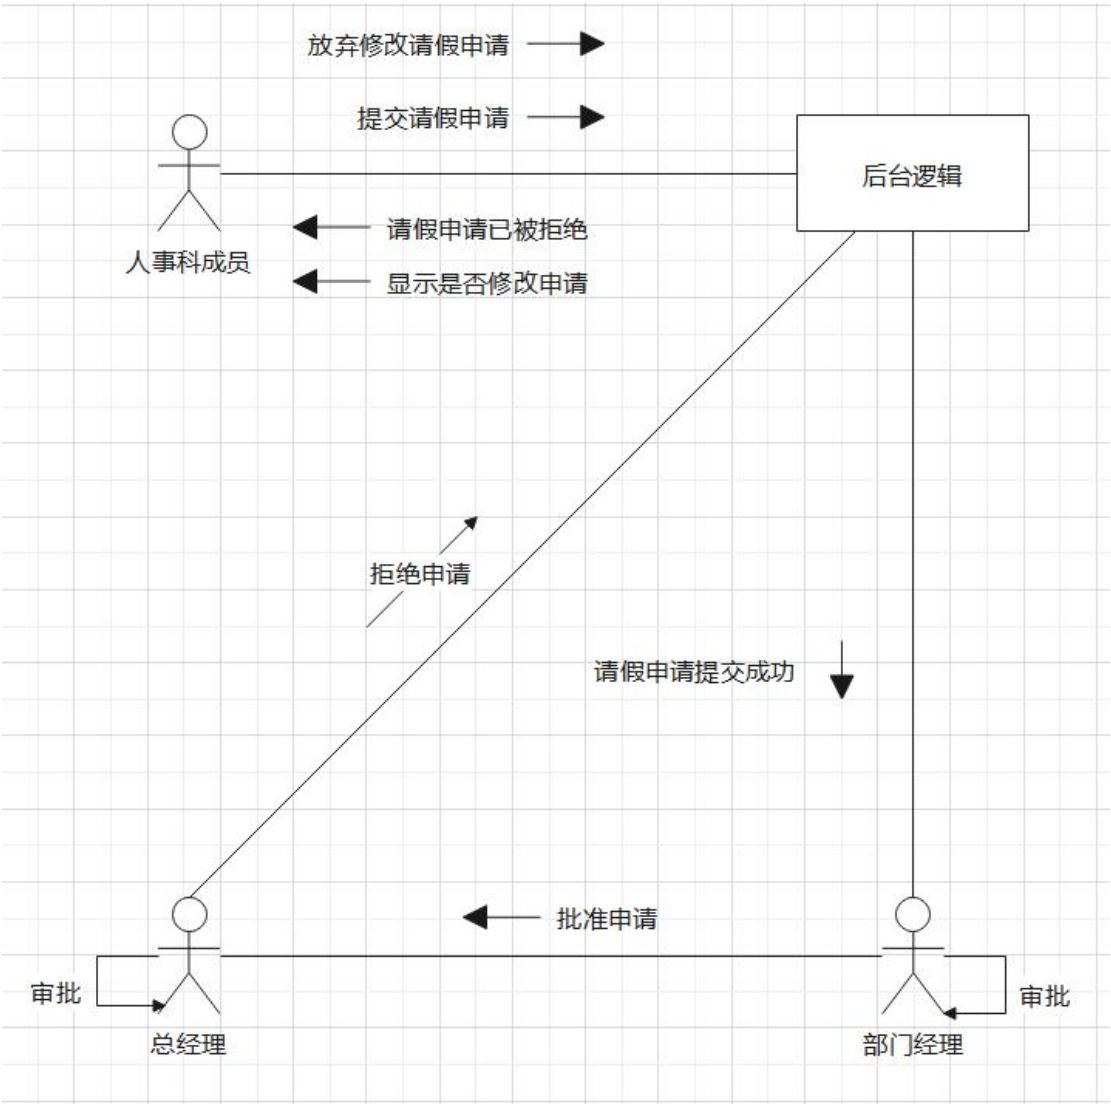 放弃修改请假申请
提交请假申请
后台逻辑
请假申请已被拒绝
人事科成员
显示是否修改申请
拒绝申请
请假申请提交成功
批准申请
审批
审批
总经理
部门经理